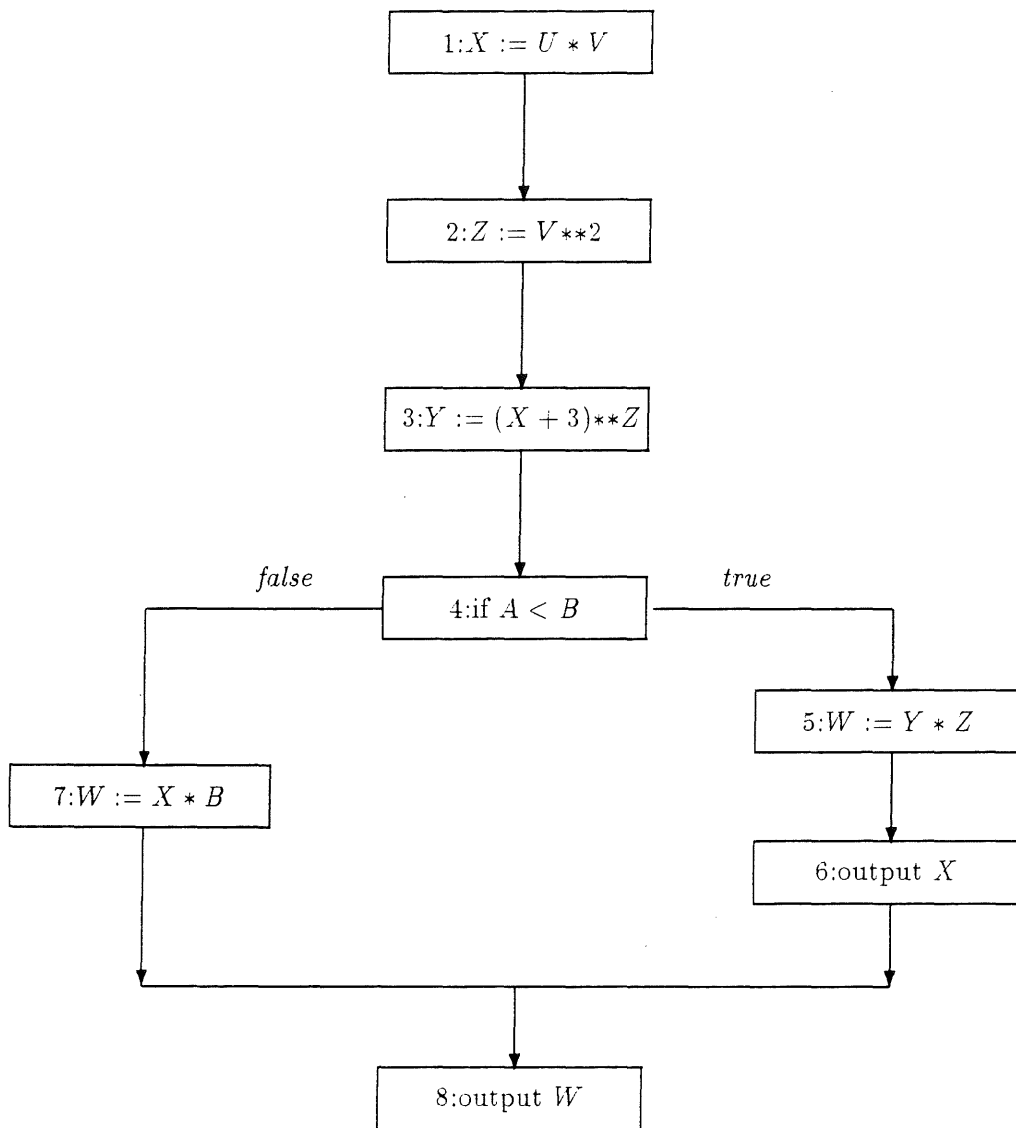 1:X := U * V
2:Z := V**2
3:Y := (X + 3)**Z
false
true
4:if A < B
5:W := Y * Z
7:W := X * B
6:output X
8:output W